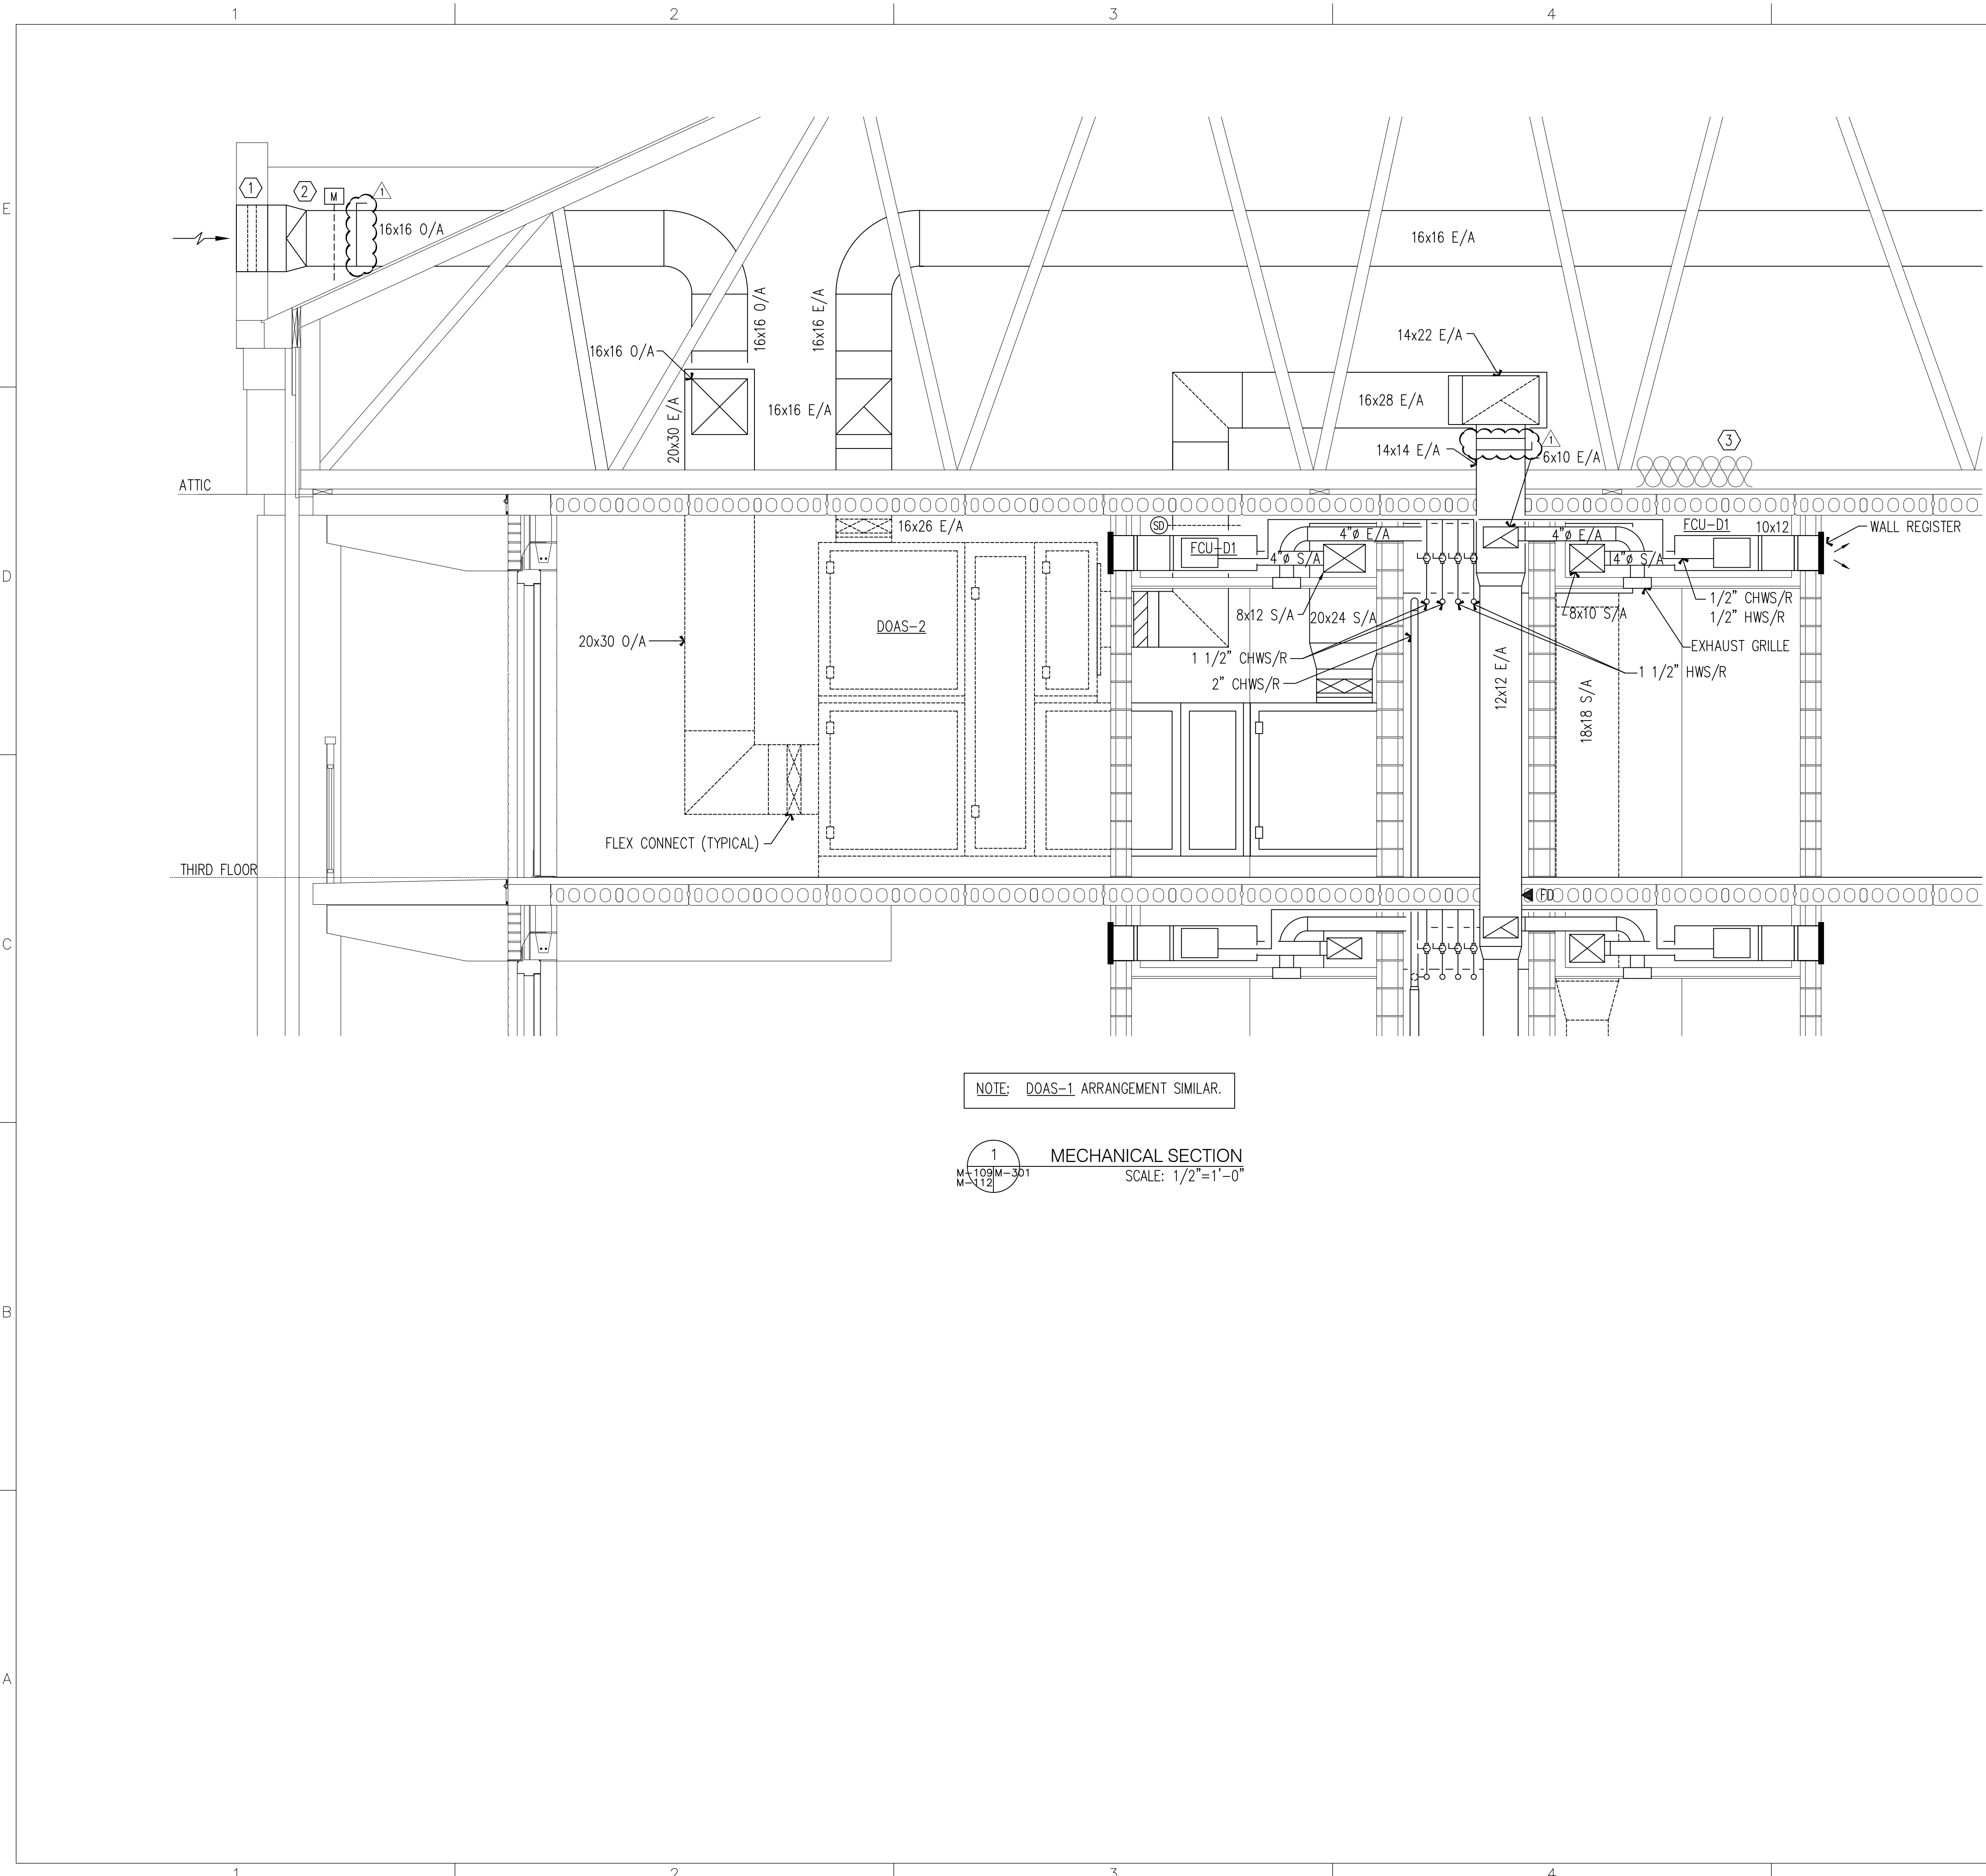 1 2 3 4
E
1
2
M
1
16x16 O/A
16x16 E/A
16x16 O/A
16x16 E/A
14x22 E/A
16x16 O/A
20x30 E/A
16x16 E/A
16x28 E/A
1
3
14x14 E/A
6x10 E/A
ATTIC
16x26 E/A
SD
4"ø E/A
4"ø E/A
FCU-D1
10x12
WALL REGISTER
FCU-D1
4"ø S/A
4"ø S/A
D
1/2" CHWS/R
1/2" HWS/R
8x12 S/A
20x24 S/A
8x10 S/A
DOAS-2
20x30 O/A
EXHAUST GRILLE
1 1/2" CHWS/R
1 1/2" HWS/R
2" CHWS/R
12x12 E/A
18x18 S/A
FLEX CONNECT (TYPICAL)
THIRD FLOOR
FD
C
NOTE: DOAS-1 ARRANGEMENT SIMILAR.
1
M-109
M-112
M-301
MECHANICAL SECTION
SCALE: 1/2"=1'-0"
B
A
1 2 3 4